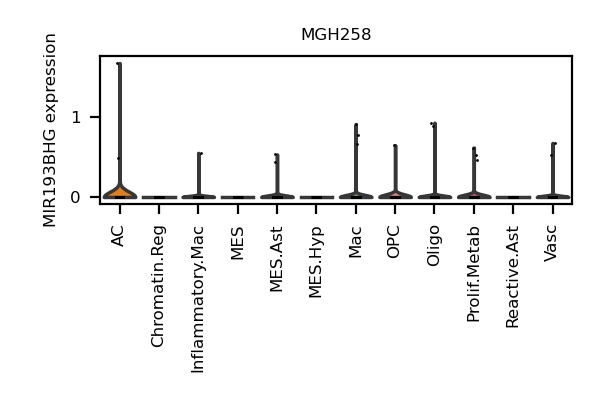 MGH258
MIR193BHG expression
1
0
AC
Chromatin.Reg
Inflammatory.Mac
MES
MES.Ast
MES.Hyp
Mac
OPC
Oligo
Prolif.Metab
Reactive.Ast
Vasc